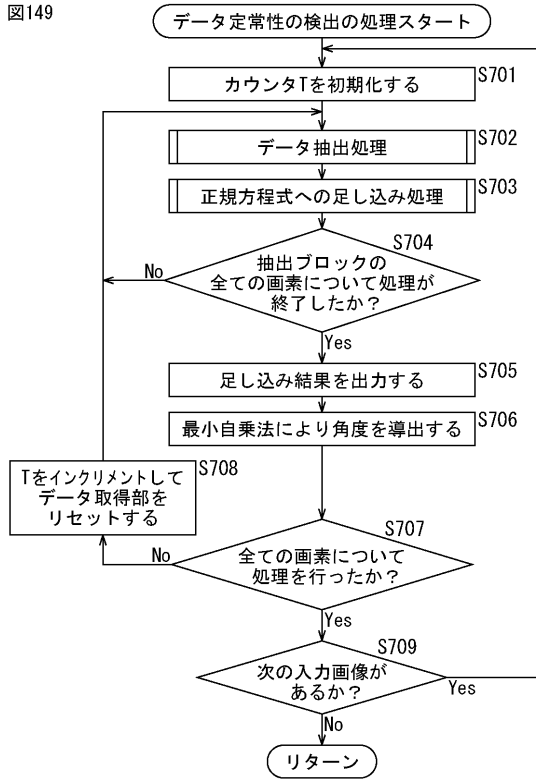 図149
データ定常性の検出の処理スタート
カウンタTを初期化する
S701
データ抽出処理
S702
正規方程式への足し込み処理
S703
S704
抽出ブロックの
全ての画素について処理が
終了したか？
No
Yes
足し込み結果を出力する
S705
最小自乗法により角度を導出する
S706
S708
Tをインクリメントして
データ取得部を
リセットする
S707
全ての画素について
処理を行ったか？
No
Yes
S709
次の入力画像が
あるか？
Yes
No
リターン